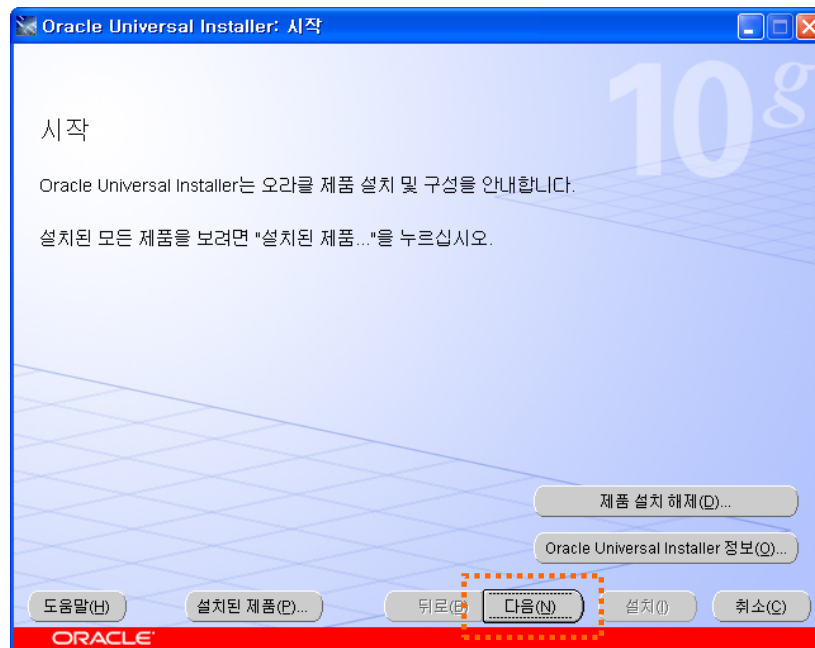 Oracle Universal Installer: 시작
10g
시작
Oracle Universal Installer는 오라클 제품 설치 및 구성을 안내합니다.
설치된 모든 제품을 보려면 "설치된 제품..."을 누르십시오.
제품 설치 해제(D)...
Oracle Universal Installer 정보(O)...
도움말(H) 설치된 제품(P)... 뒤로(B) 다음(N) 설치(I) 취소(C)
ORACLE